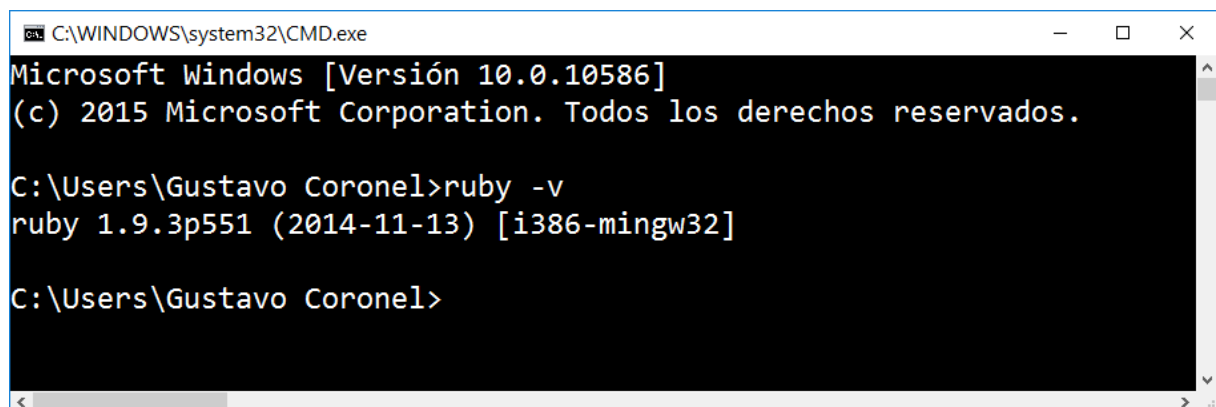 C:\WINDOWS\system32\CMD.exe
Microsoft Windows [Versión 10.0.10586]
(c) 2015 Microsoft Corporation. Todos los derechos reservados.
C:\Users\Gustavo Coronel>ruby -v
ruby 1.9.3p551 (2014-11-13) [i386-mingw32]
C:\Users\Gustavo Coronel>